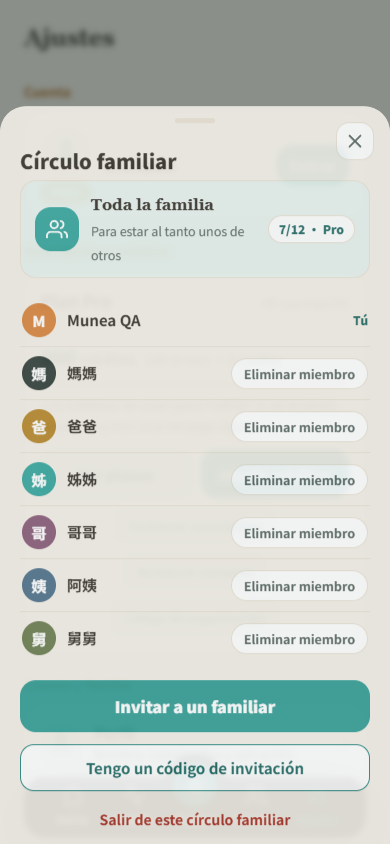 Ajustes
Cuenta
Círculo familiar
Toda la familia
Para estar al tanto unos de
otros
7/12 • Pro
M Munea QA Tú
媽 媽媽 Eliminar miembro
爸 爸爸 Eliminar miembro
姊 姊姊 Eliminar miembro
哥 哥哥 Eliminar miembro
姨 阿姨 Eliminar miembro
舅 舅舅 Eliminar miembro
Invitar a un familiar
Tengo un código de invitación
Salir de este círculo familiar